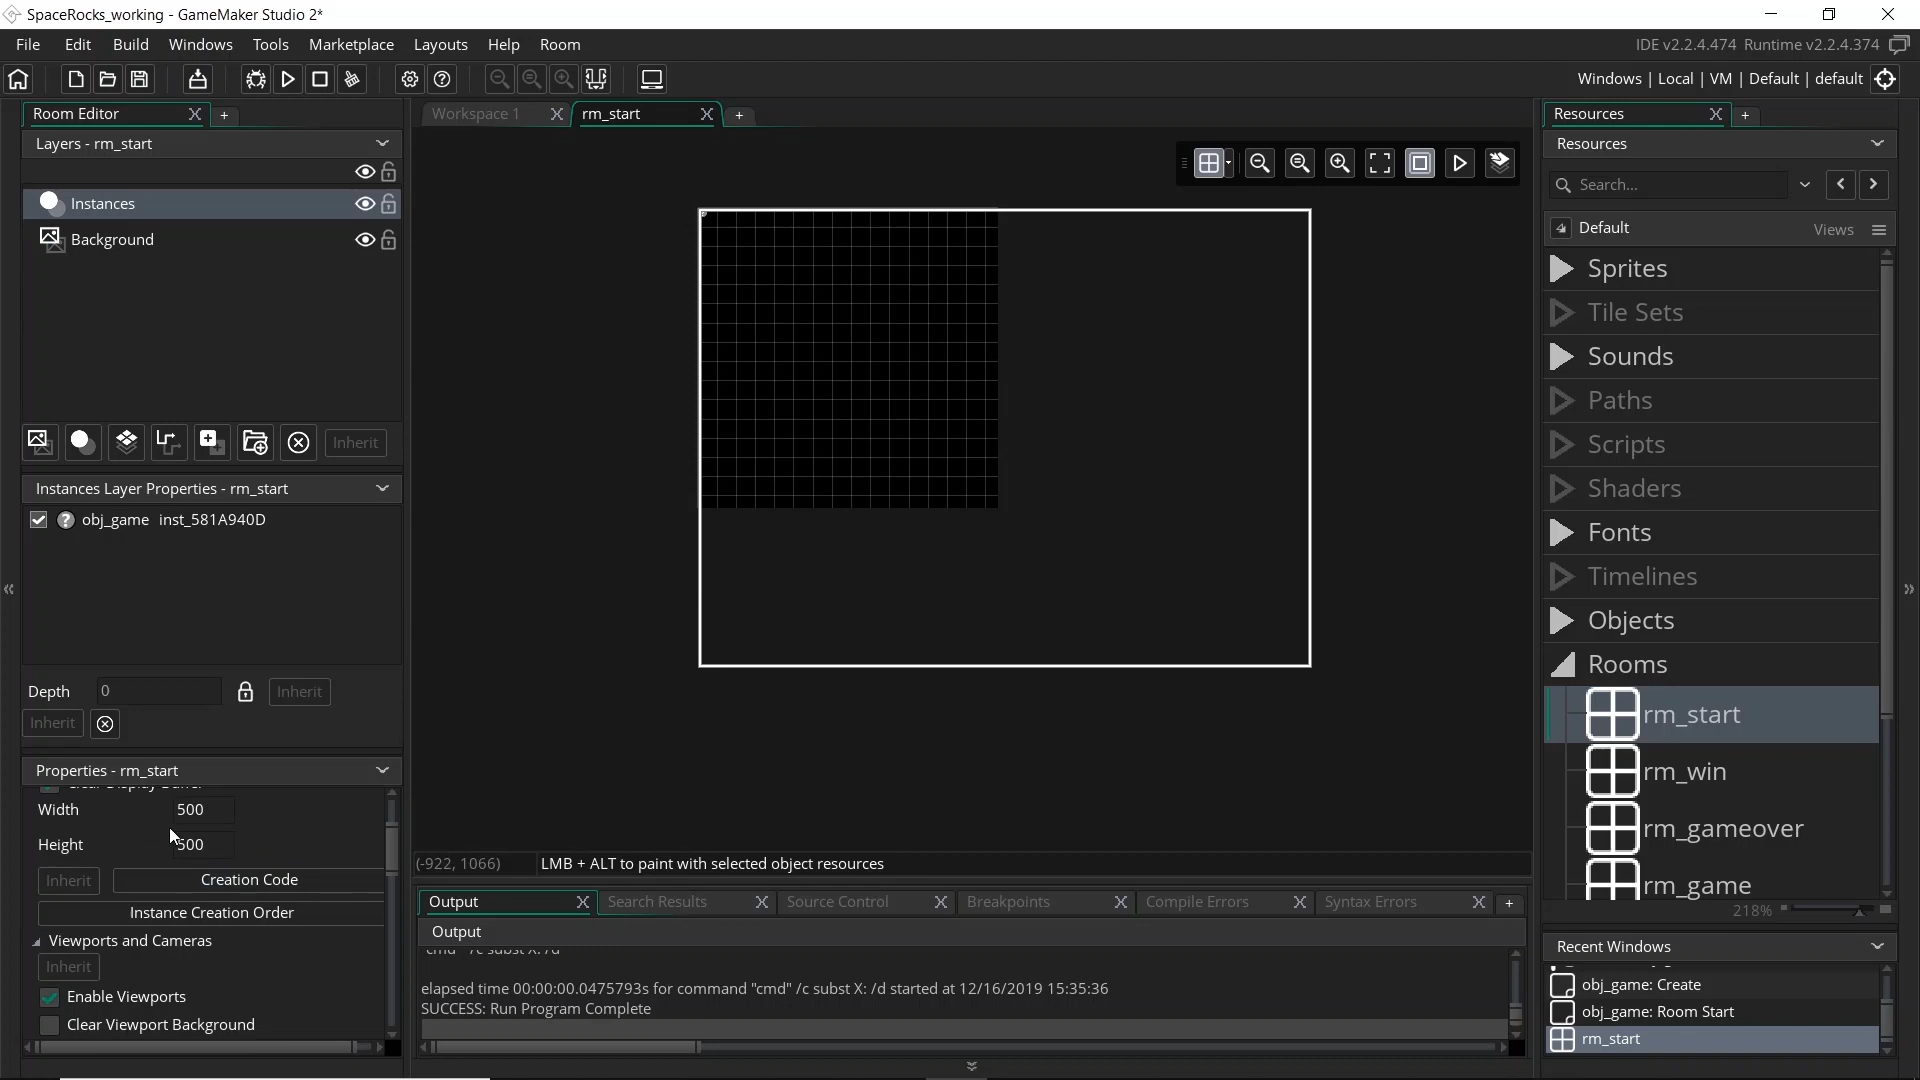 SpaceRocks_working - GameMaker Studio 2*
File Edit Build Windows Tools Marketplace Layouts Help Room
IDE v2.2.4.474 Runtime v2.2.4.374
Windows | Local | VM | Default | default
Room Editor
Workspace 1
rm_start
Resources
Layers - rm_start
Resources
Search...
Instances
Background
Default
Views
Sprites
Tile Sets
Sounds
Paths
Scripts
Shaders
Fonts
Timelines
Objects
Rooms
rm_start
rm_win
rm_gameover
rm_game
218%
Inherit
Instances Layer Properties - rm_start
obj_game inst_581A940D
Depth 0 Inherit
Inherit
Properties - rm_start
Clear Display Buffer
Width 500
Height 500
Inherit Creation Code
Instance Creation Order
Viewports and Cameras
Inherit
Enable Viewports
Clear Viewport Background
(-922, 1066) LMB + ALT to paint with selected object resources
Output Search Results Source Control Breakpoints Compile Errors Syntax Errors
Output
"cmd" /c subst X: /d
elapsed time 00:00:00.0475793s for command "cmd" /c subst X: /d started at 12/16/2019 15:35:36
SUCCESS: Run Program Complete
Recent Windows
obj_game: Create
obj_game: Room Start
rm_start